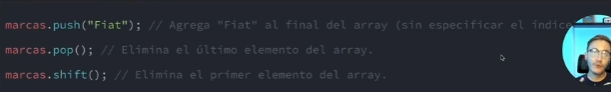 marcas.push("Fiat"); // Agrega "Fiat" al final del array (sin especificar el índice
marcas.pop(); // Elimina el último elemento del array.
marcas.shift(); // Elimina el primer elemento del array.